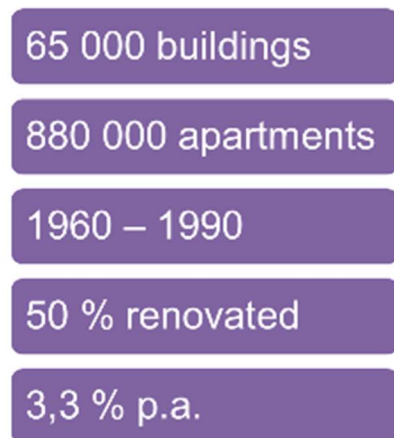 65 000 buildings
880 000 apartments
1960 – 1990
50 % renovated
3,3 % p.a.